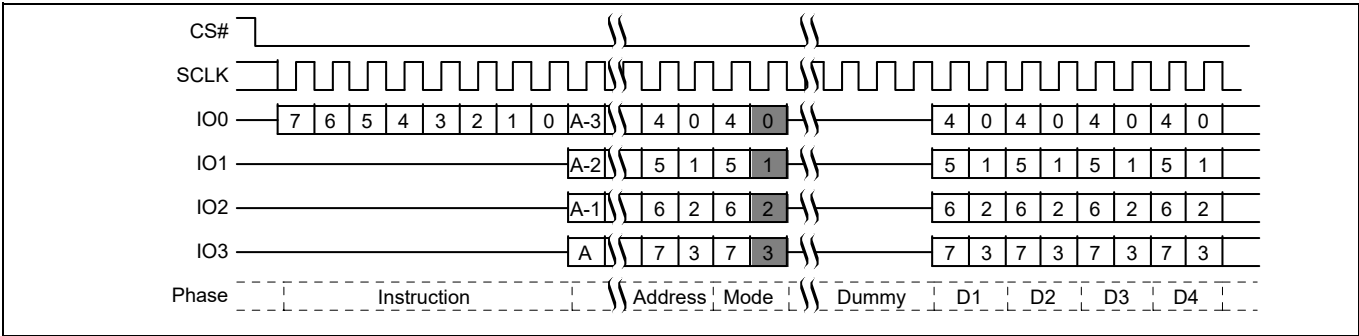 CS#
SCLK
IO0 7 6 5 4 3 2 1 0 A-3 4 0 4 0 4 0 4 0 4 0 4 0
IO1 A-2 5 1 5 1 5 1 5 1 5 1 5 1
IO2 A-1 6 2 6 2 6 2 6 2 6 2 6 2
IO3 A 7 3 7 3 7 3 7 3 7 3 7 3
Phase Instruction Address Mode Dummy D1 D2 D3 D4